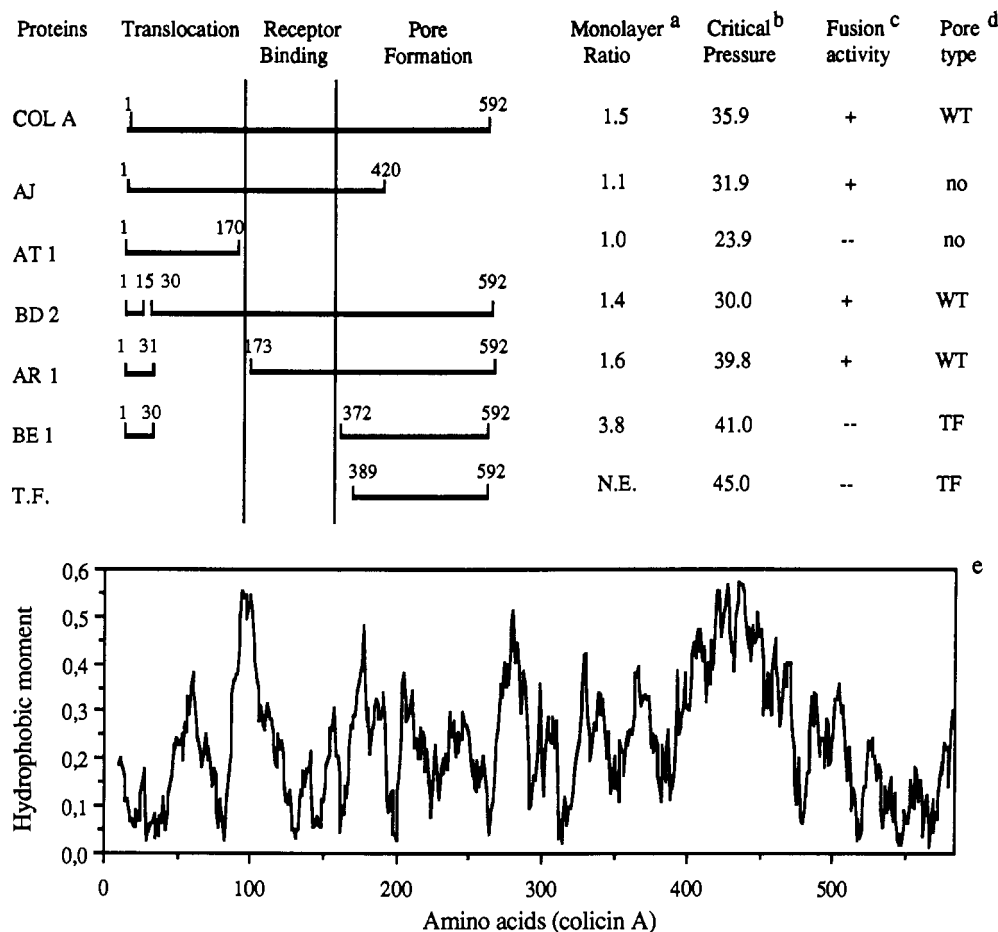 Proteins Translocation Receptor Binding Pore Formation Monolayer a Ratio Critical b Pressure Fusion c activity Pore d type
1 592
COL A 1.5 35.9 + WT
1 420
AJ 1.1 31.9 + no
1 170
AT 1 1.0 23.9 -- no
1 15 30 592
BD 2 1.4 30.0 + WT
1 31 173 592
AR 1 1.6 39.8 + WT
1 30 372 592
BE 1 3.8 41.0 -- TF
389 592
T.F. N.E. 45.0 -- TF
e
Hydrophobic moment
0,6
0,5
0,4
0,3
0,2
0,1
0,0
0 100 200 300 400 500
Amino acids (colicin A)